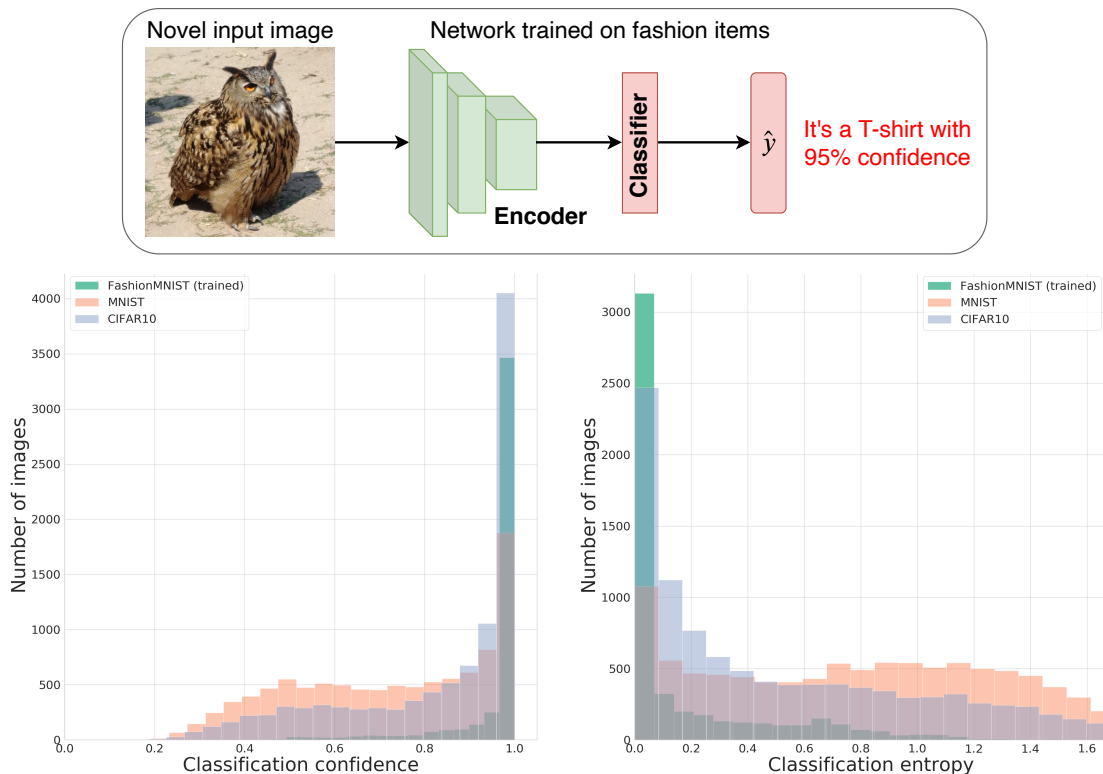 Novel input image
Network trained on fashion items
Encoder
Classifier
ŷ
It's a T-shirt with
95% confidence
FashionMNIST (trained)
MNIST
CIFAR10
Number of images
4000
3500
3000
2500
2000
1500
1000
500
0
0.0 0.2 0.4 0.6 0.8 1.0
Classification confidence
FashionMNIST (trained)
MNIST
CIFAR10
Number of images
3000
2500
2000
1500
1000
500
0
0.0 0.2 0.4 0.6 0.8 1.0 1.2 1.4 1.6
Classification entropy